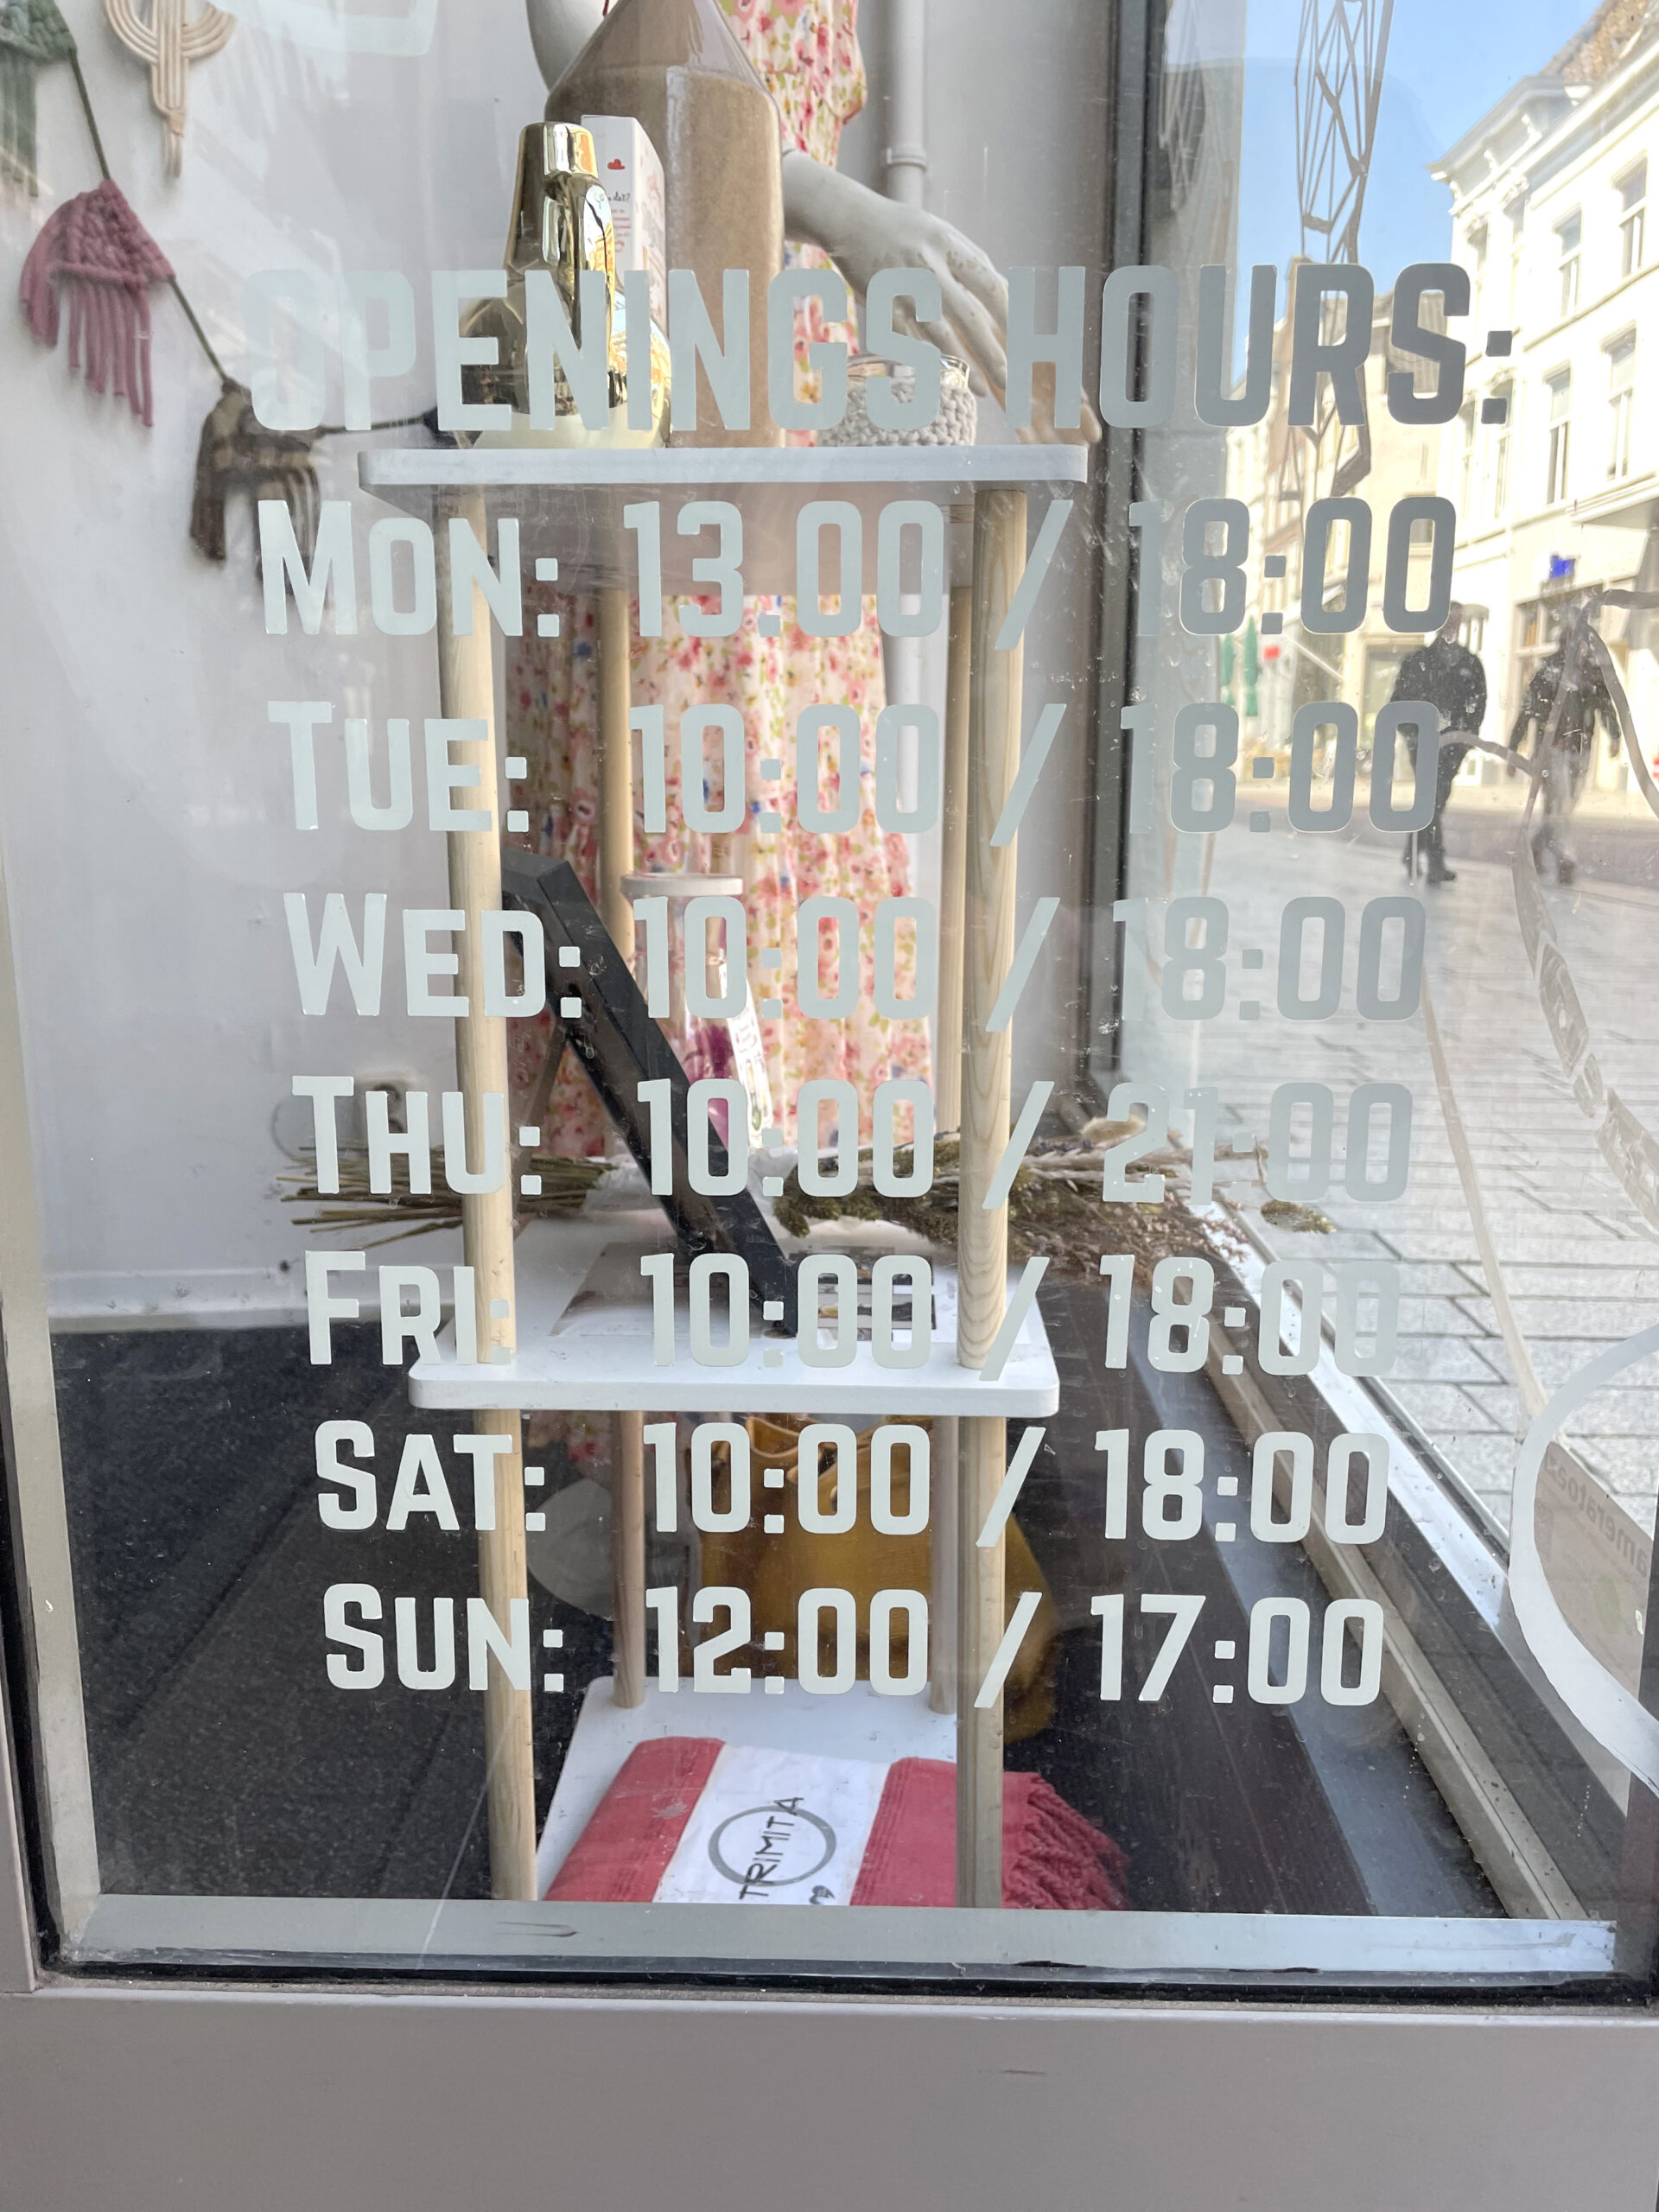 OPENINGS HOURS:
MON: 13.00 / 18:00
TUE: 10:00 / 18:00
WED: 10:00 / 18:00
THU: 10:00 / 21:00
FRI: 10:00 / 18:00
SAT: 10:00 / 18:00
SUN: 12:00 / 17:00
TRIMITA